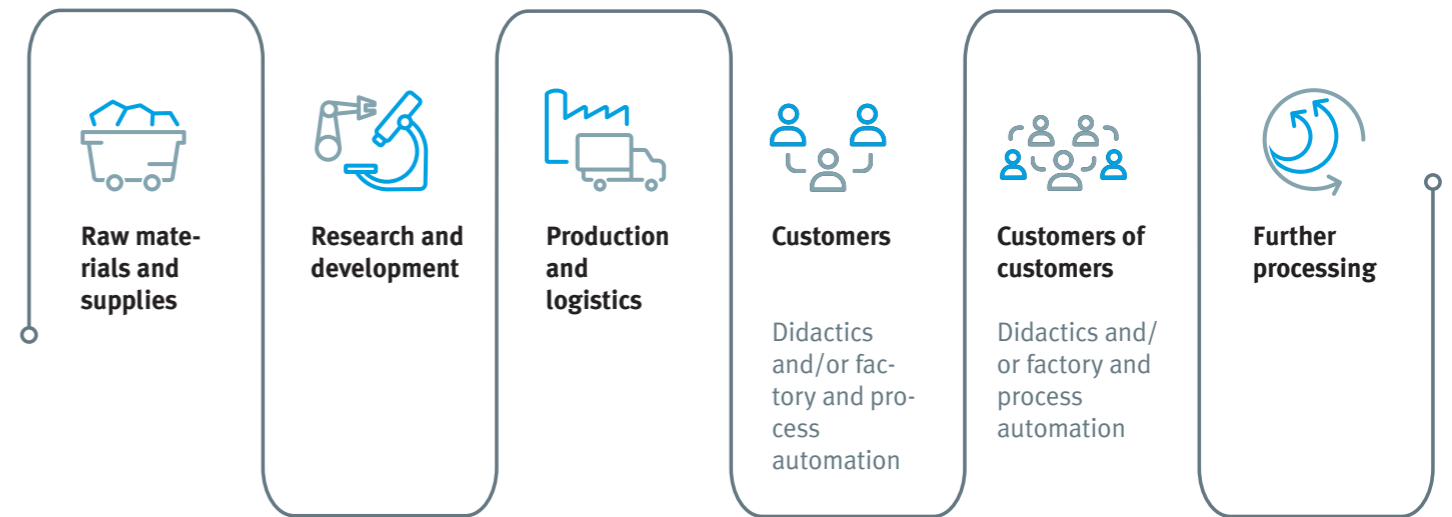 Raw mate-
rials and
supplies
Research and
development
Production
and
logistics
Customers
Didactics
and/or fac-
tory and pro-
cess
automation
Customers of
customers
Didactics and/
or factory and
process
automation
Further
processing